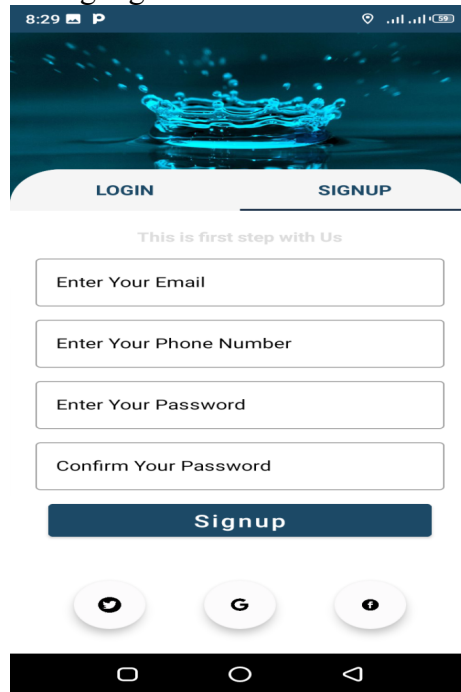 8:29 P 59
LOGIN SIGNUP
This is first step with Us
Enter Your Email
Enter Your Phone Number
Enter Your Password
Confirm Your Password
Signup
G f